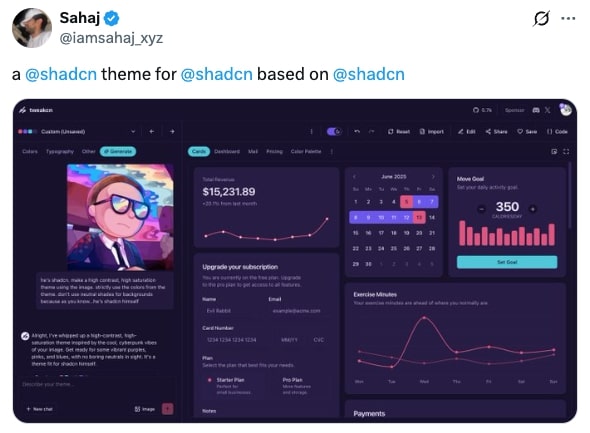 Sahaj
@iamsahaj_xyz
a @shadcn theme for @shadcn based on @shadcn
tweakcn
Sponsor
Custom (Unsaved)
Reset Import Edit Share Save Code
Colors Typography Other Generate
Cards Dashboard Mail Pricing Color Palette
he's shadcn. make a high contrast, high saturation
theme using the image. strictly use the colors from the
theme. don't use neutral shades for backgrounds
because as you know.. he's shadcn himself
Alright, I've whipped up a high-contrast, high-
saturation theme inspired by the cool, cyberpunk vibes
of your image. Get ready for some vibrant purples,
pinks, and blues, with no boring neutrals in sight. It's a
theme fit for shadcn himself.
Describe your theme...
New chat
Image
Total Revenue
$15,231.89
+20.1% from last month
Upgrade your subscription
You are currently on the free plan. Upgrade
to the pro plan to get access to all features.
Name Email
Evil Rabbit example@acme.com
Card Number
1234 1234 1234 1234 MM/YY CVC
Plan
Select the plan that best fits your needs.
Starter Plan Pro Plan
Perfect for More features
small businesses. and storage.
Notes
June 2025
Su Mo Tu We Th Fr Sa
1 2 3 4 5 6 7
8 9 10 11 12 13 14
15 16 17 18 19 20 21
22 23 24 25 26 27 28
29 30 1 2 3 4 5
Move Goal
Set your daily activity goal.
350
CALORIES/DAY
Set Goal
Exercise Minutes
Your exercise minutes are ahead of where you normally are.
Mon Tue Wed Thu Fri Sat Sun
Payments